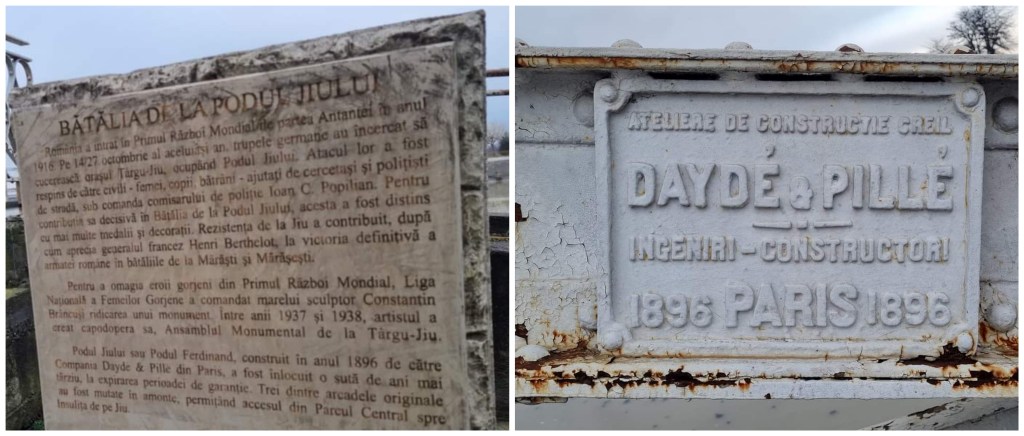 BĂTĂLIA DE LA PODUL JIULUI
România a intrat în Primul Război Mondial de partea Antantei în anul
1916. Pe 14/27 octombrie al aceluiași an, trupele germane au încercat să
cucerească orașul Târgu-Jiu, ocupând Podul Jiului. Atacul lor a fost
respins de către civili - femei, copii, bătrâni - ajutați de cercetași și polițiști
de stradă, sub comanda comisarului de poliție Ioan C. Popilian. Pentru
contribuția sa decisivă în Bătălia de la Podul Jiului, acesta a fost distins
cu mai multe medalii și decorații. Rezistența de la Jiu a contribuit, după
cum aprecia generalul francez Henri Berthelot, la victoria definitivă a
armatei române în bătăliile de la Mărăști și Mărășești.
Pentru a omagia eroii gorjeni din Primul Război Mondial, Liga
Națională a Femeilor Gorjene a comandat marelui sculptor Constantin
Brâncuși ridicarea unui monument. Între anii 1937 și 1938, artistul a
creat capodopera sa, Ansamblul Monumental de la Târgu-Jiu.
Podul Jiului sau Podul Ferdinand, construit în anul 1896 de către
Compania Dayde & Pille din Paris, a fost înlocuit o sută de ani mai
târziu, la expirarea perioadei de garanție. Trei dintre arcadele originale
au fost mutate în amonte, permițând accesul din Parcul Central spre
Insulița de pe Jiu.
ATELIERE DE CONSTRUCTIE CREIL
DAYDÉ & PILLÉ
INGENIRI-CONSTRUCTORI
1896 PARIS 1896